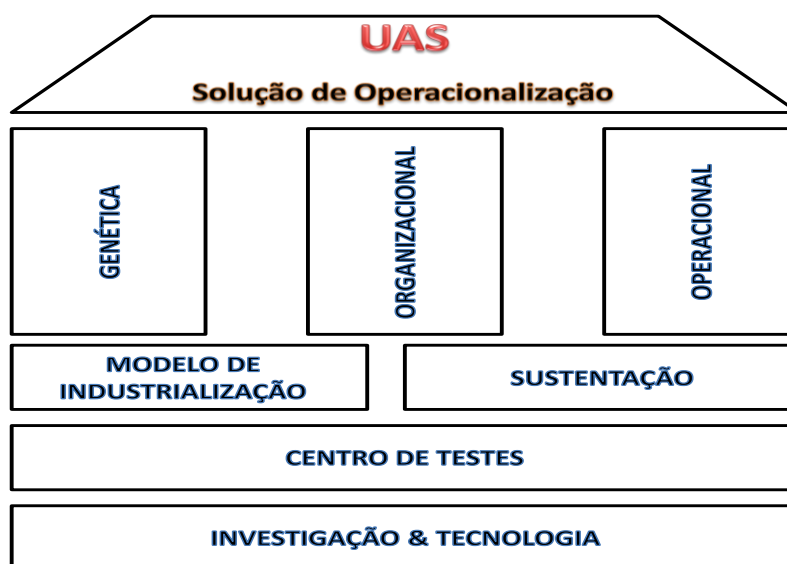 UAS
Solução de Operacionalização
GENÉTICA
ORGANIZACIONAL
OPERACIONAL
MODELO DE
INDUSTRIALIZAÇÃO
SUSTENTAÇÃO
CENTRO DE TESTES
INVESTIGAÇÃO & TECNOLOGIA